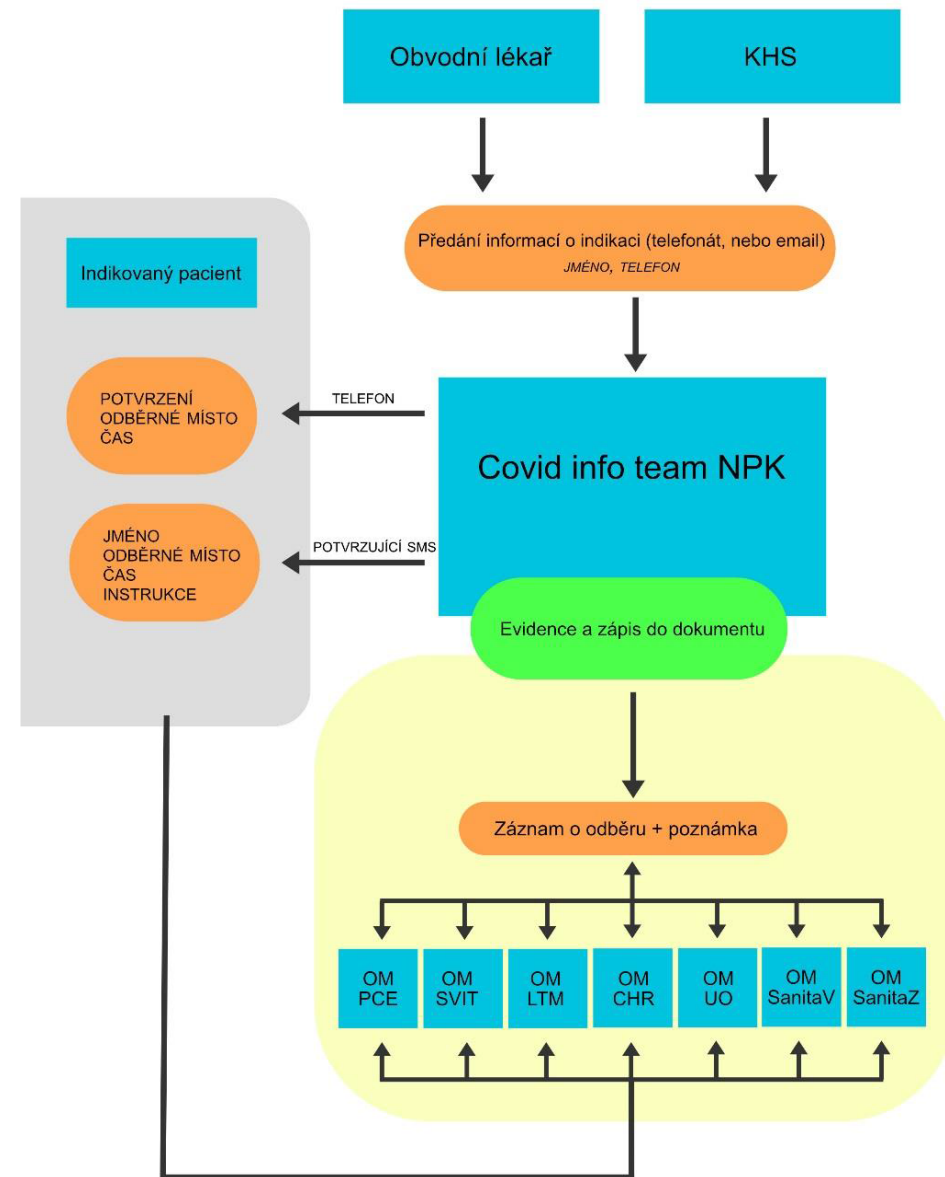 Obvodní lékař
KHS
Předání informací o indikaci (telefonát, nebo email)
JMÉNO, TELEFON
Indikovaný pacient
POTVRZENÍ
ODBĚRNÉ MÍSTO
ČAS
TELEFON
Covid info team NPK
JMÉNO
ODBĚRNÉ MÍSTO
ČAS
INSTRUKCE
POTVRZUJÍCÍ SMS
Evidence a zápis do dokumentu
Záznam o odběru + poznámka
OM
PCE
OM
SVIT
OM
LTM
OM
CHR
OM
UO
OM
SanitaV
OM
SanitaZ